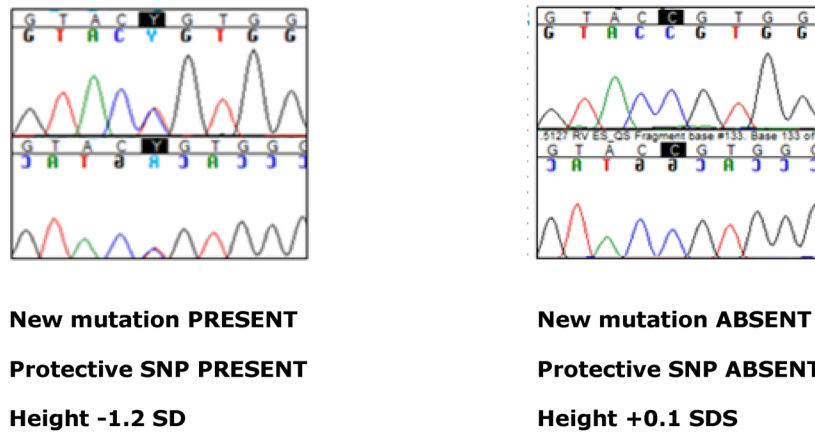 G T A C Y G T G G
G T A C Y G T G G
G T A C Y G T G G G
C A T G R C A C C C
New mutation PRESENT
Protective SNP PRESENT
Height -1.2 SD
G T A C C G T G G
G T A C C G T G G
.5127 RV ES_QS Fragment base #133. Base 133 of
G T A C C G T G G G
C A T G G C A C C C
New mutation ABSENT
Protective SNP ABSENT
Height +0.1 SDS